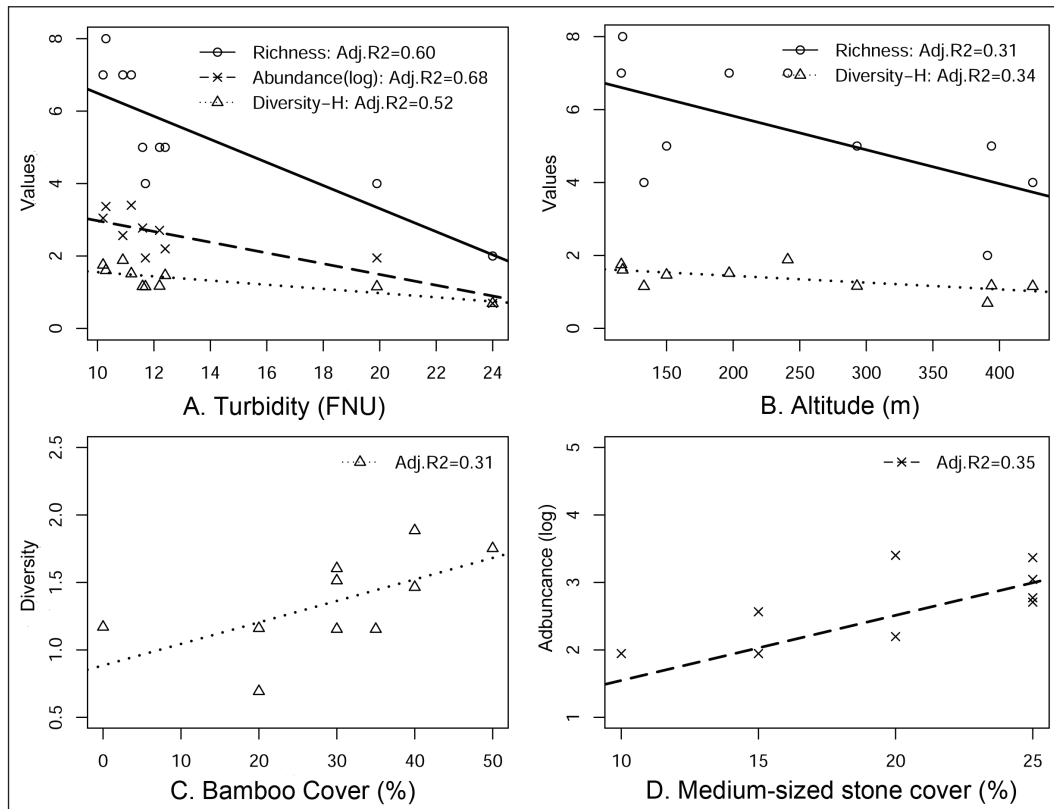 Richness: Adj.R2=0.60
Abundance(log): Adj.R2=0.68
Diversity-H: Adj.R2=0.52
Values
0
2
4
6
8
10
12
14
16
18
20
22
24
A. Turbidity (FNU)
Richness: Adj.R2=0.31
Diversity-H: Adj.R2=0.34
Values
0
2
4
6
8
150
200
250
300
350
400
B. Altitude (m)
Adj.R2=0.31
Diversity
0.5
1.0
1.5
2.0
2.5
0
10
20
30
40
50
C. Bamboo Cover (%)
Adj.R2=0.35
Adbuncance (log)
1
2
3
4
5
10
15
20
25
D. Medium-sized stone cover (%)